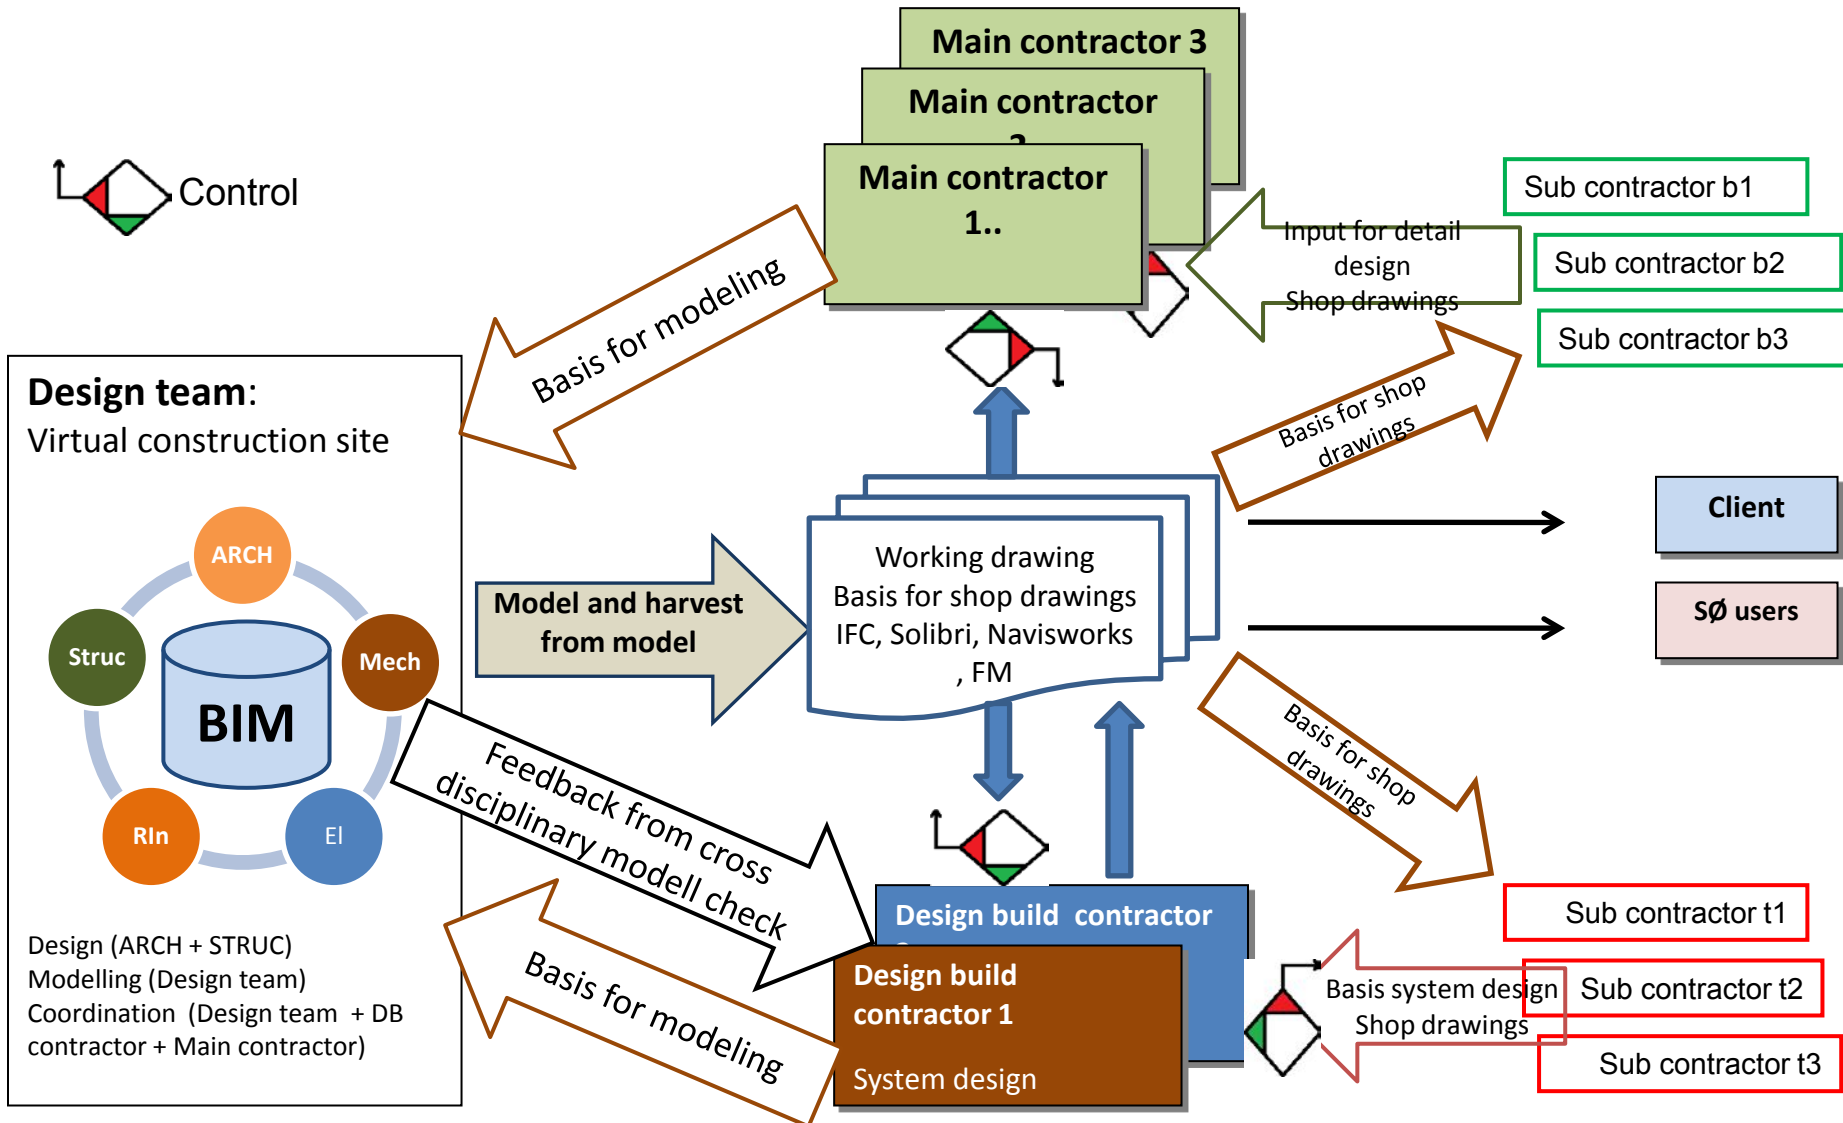 Main contractor 3
Main contractor
Main contractor
1..
Control
Sub contractor b1
Sub contractor b2
Sub contractor b3
Input for detail
design
Shop drawings
Basis for modeling
Basis for shop
drawings
Design team:
Virtual construction site
ARCH
Struc
Mech
BIM
RIn
El
Design (ARCH + STRUC)
Modelling (Design team)
Coordination (Design team + DB
contractor + Main contractor)
Model and harvest
from model
Working drawing
Basis for shop drawings
IFC, Solibri, Navisworks
, FM
Client
SØ users
Basis for shop
drawings
Feedback from cross
disciplinary modell check
Basis for modeling
Design build contractor
Design build
contractor 1
System design
Basis system design
Shop drawings
Sub contractor t1
Sub contractor t2
Sub contractor t3